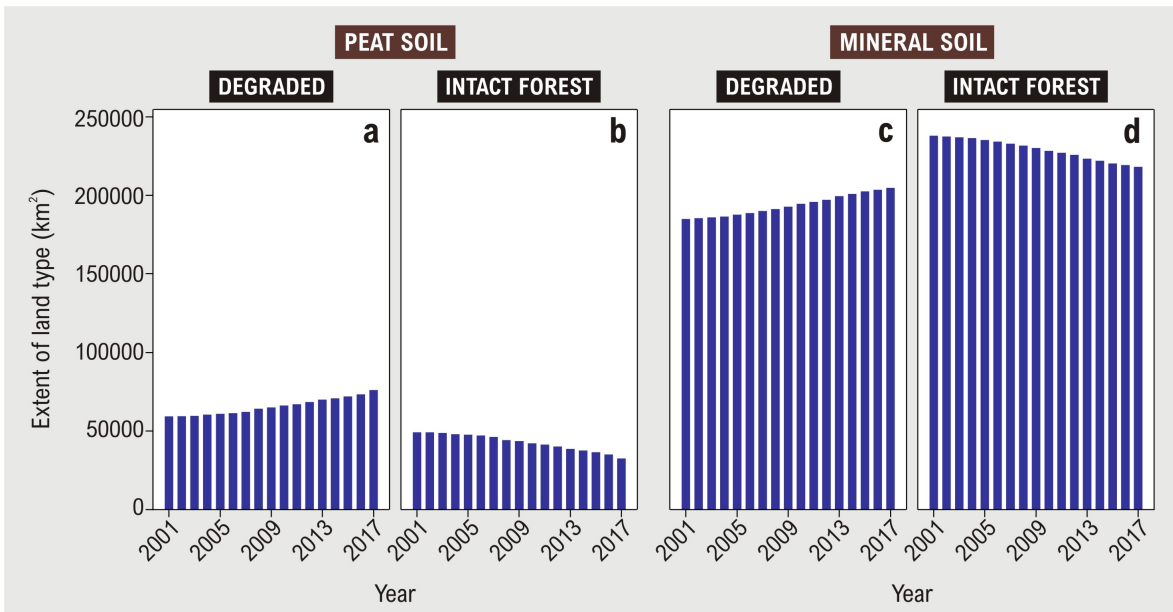 PEAT SOIL
MINERAL SOIL
DEGRADED
INTACT FOREST
DEGRADED
INTACT FOREST
a
b
c
d
Extent of land type (km²)
250000
200000
150000
100000
50000
0
2001
2005
2009
2013
2017
2001
2005
2009
2013
2017
2001
2005
2009
2013
2017
2001
2005
2009
2013
2017
Year
Year